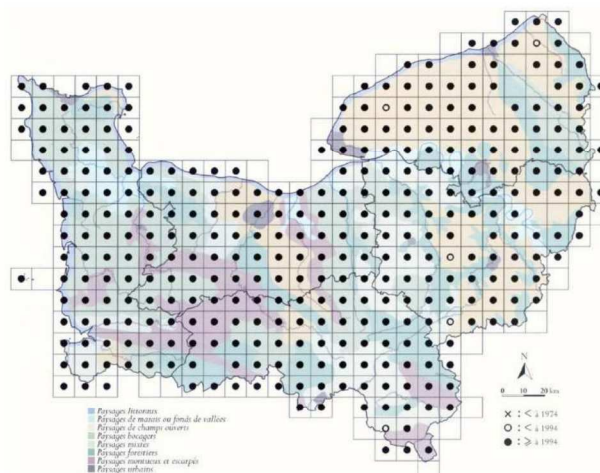 N
0 10 20 km
× : < à 1974
○ : < à 1994
● : ⩾ à 1994
Paysages littoraux
Paysages de marais ou fonds de vallées
Paysages de champs ouverts
Paysages bocagers
Paysages mixtes
Paysages forestiers
Paysages montueux et escarpés
Paysages urbains